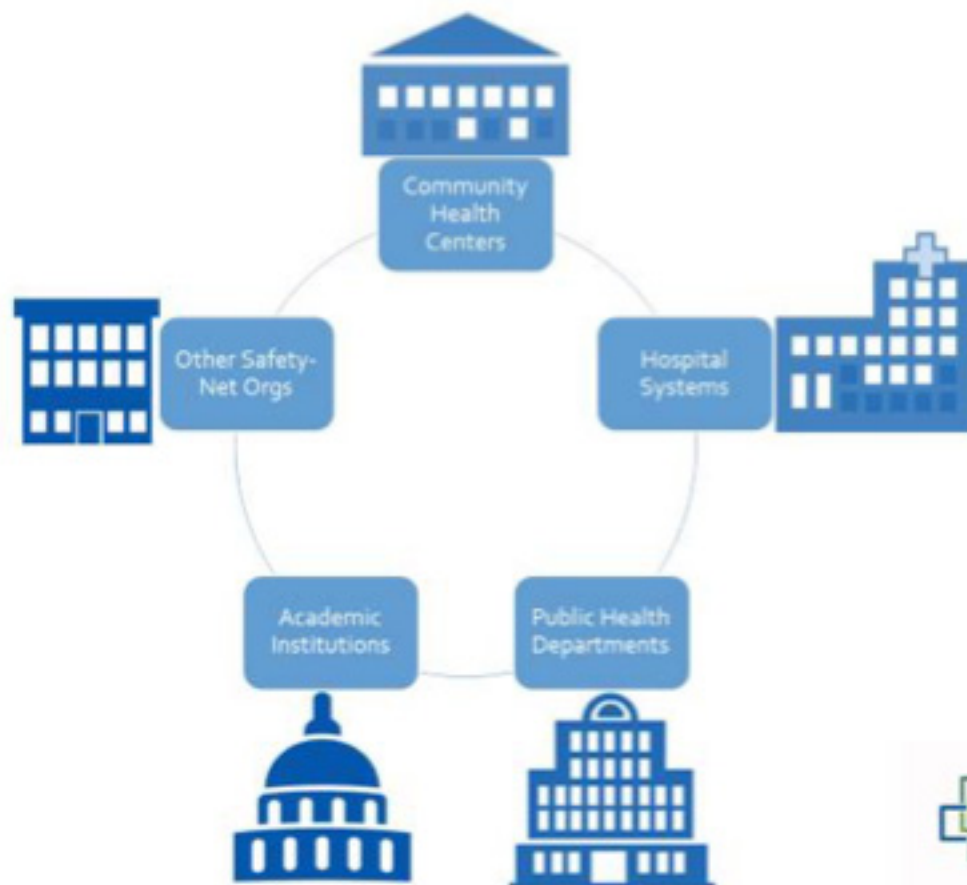 Community
Health
Centers
Other Safety-
Net Orgs
Hospital
Systems
Academic
Institutions
Public Health
Departments